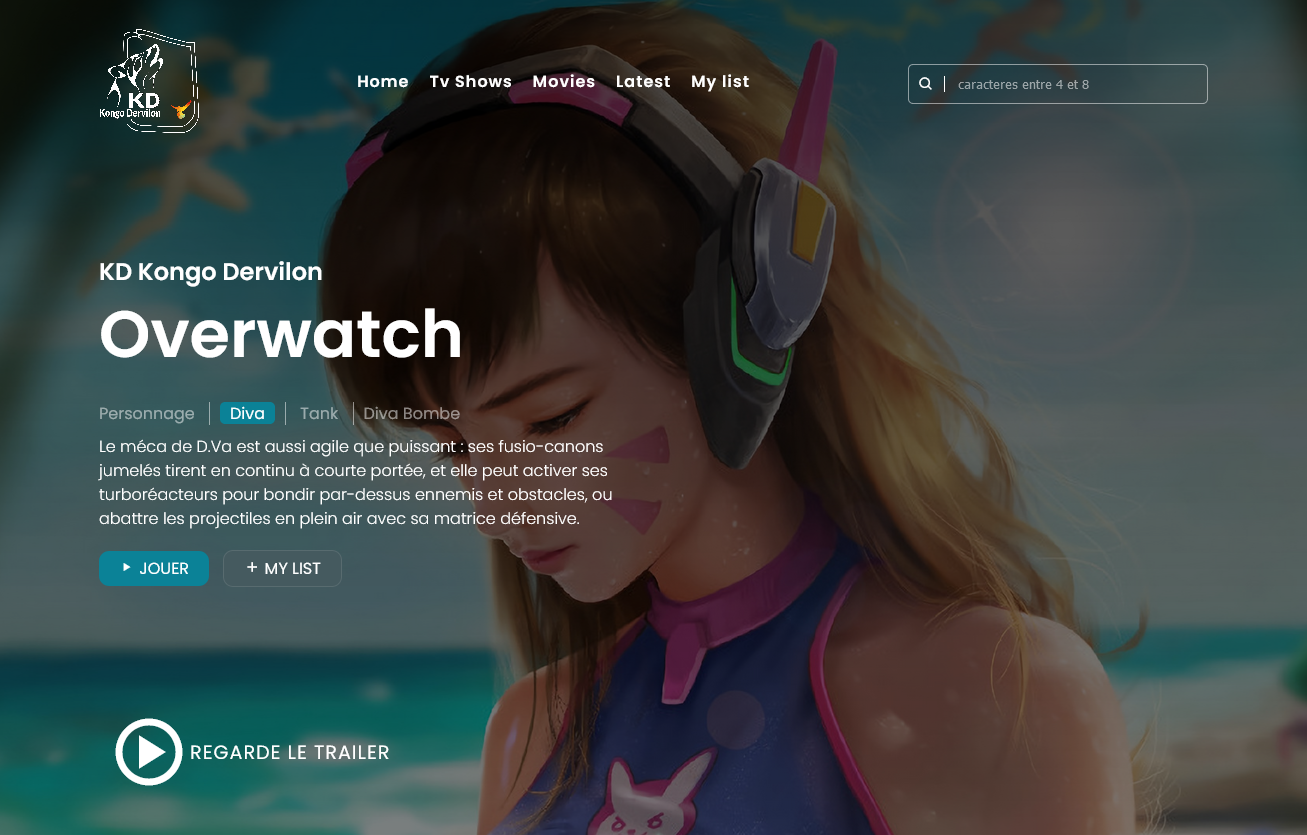 KD
Kongo Dervilon
Home Tv Shows Movies Latest My list
caracteres entre 4 et 8
KD Kongo Dervilon
Overwatch
Personnage Diva Tank Diva Bombe
Le méca de D.Va est aussi agile que puissant : ses fusio-canons
jumelés tirent en continu à courte portée, et elle peut activer ses
turboréacteurs pour bondir par-dessus ennemis et obstacles, ou
abattre les projectiles en plein air avec sa matrice défensive.
JOUER + MY LIST
REGARDE LE TRAILER